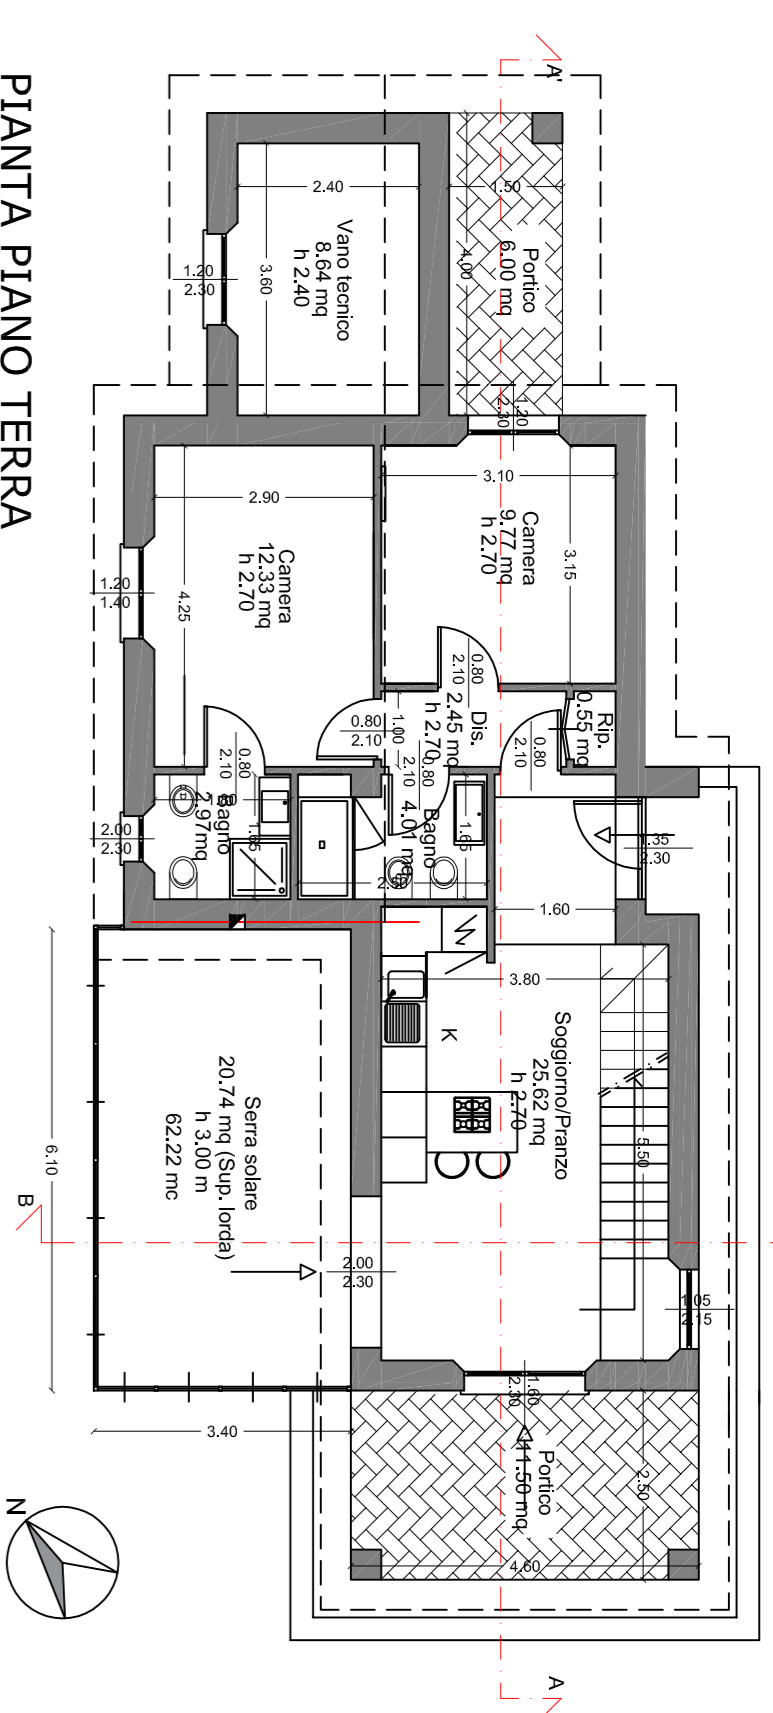 PIANTA PIANO TERRA
A'
Portico
6.00 mq
1.50
4.00
Vano tecnico
8.64 mq
h 2.40
2.40
3.60
1.20
2.30
1.20
2.30
Camera
9.77 mq
h 2.70
3.10
3.15
Camera
12.33 mq
h 2.70
2.90
4.25
1.20
1.40
Rip.
0.55 mq
Dis.
2.45 mq
h 2.70
1.00
0.80
2.10
0.80
2.10
0.80
2.10
0.80
2.10
0.80
2.10
Bagno
4.01 mq
1.65
Bagno
2.97mq
1.65
2.00
2.30
1.35
2.30
1.60
3.80
Soggiorno/Pranzo
25.62 mq
h 2.70
K
5.50
Serra solare
20.74 mq (Sup. lorda)
h 3.00 m
62.22 mc
6.10
3.40
2.00
2.30
1.05
2.15
1.60
2.30
Portico
11.50 mq
2.50
4.60
B
N
A